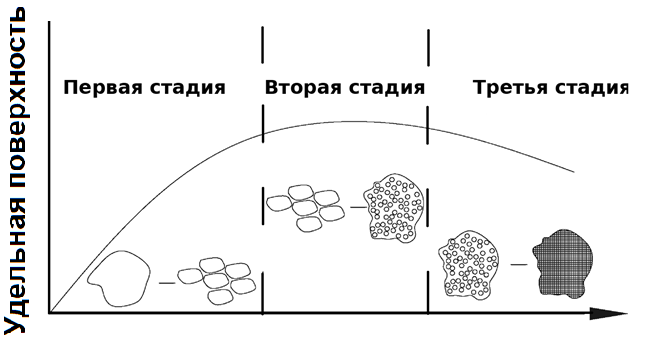 Удельная поверхность
Первая стадия
Вторая стадия
Третья стадия